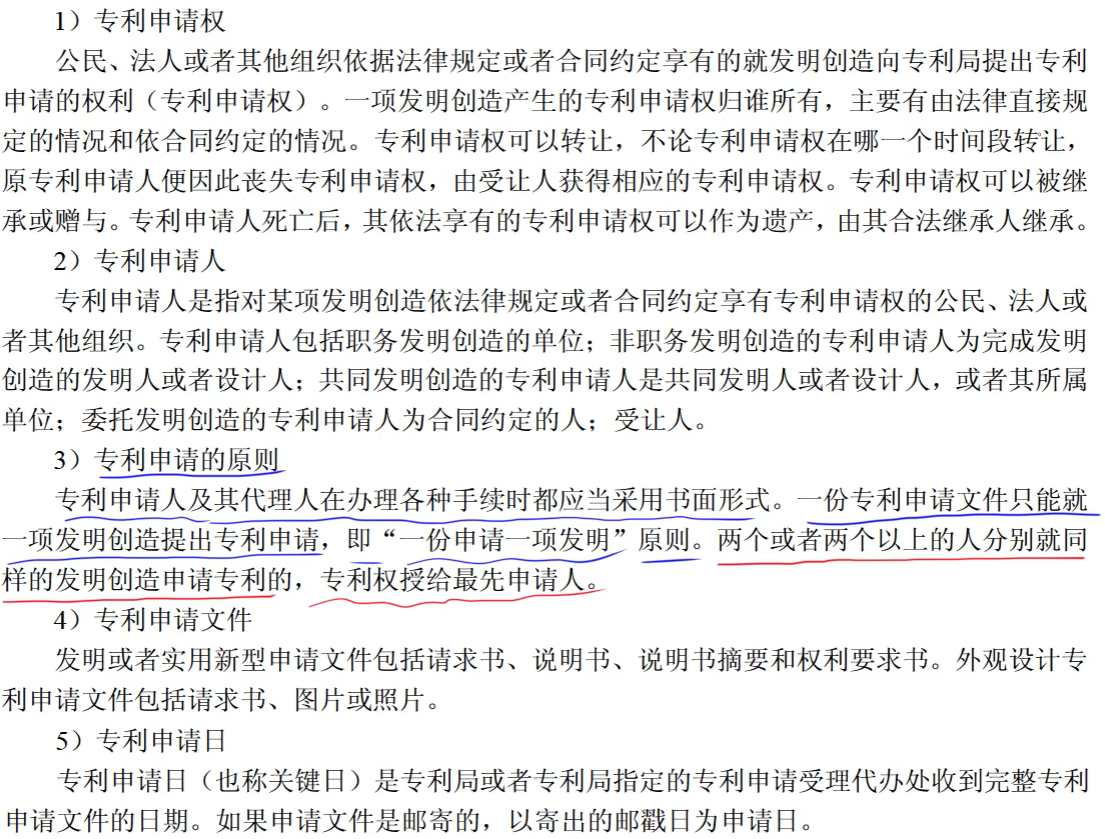 1）专利申请权
公民、法人或者其他组织依据法律规定或者合同约定享有的就发明创造向专利局提出专利
申请的权利（专利申请权）。一项发明创造产生的专利申请权归谁所有，主要有由法律直接规
定的情况和依合同约定的情况。专利申请权可以转让，不论专利申请权在哪一个时间段转让，
原专利申请人便因此丧失专利申请权，由受让人获得相应的专利申请权。专利申请权可以被继
承或赠与。专利申请人死亡后，其依法享有的专利申请权可以作为遗产，由其合法继承人继承。
2）专利申请人
专利申请人是指对某项发明创造依法律规定或者合同约定享有专利申请权的公民、法人或
者其他组织。专利申请人包括职务发明创造的单位；非职务发明创造的专利申请人为完成发明
创造的发明人或者设计人；共同发明创造的专利申请人是共同发明人或者设计人，或者其所属
单位；委托发明创造的专利申请人为合同约定的人；受让人。
3）专利申请的原则
专利申请人及其代理人在办理各种手续时都应当采用书面形式。一份专利申请文件只能就
一项发明创造提出专利申请，即“一份申请一项发明”原则。两个或者两个以上的人分别就同
样的发明创造申请专利的，专利权授给最先申请人。
4）专利申请文件
发明或者实用新型申请文件包括请求书、说明书、说明书摘要和权利要求书。外观设计专
利申请文件包括请求书、图片或照片。
5）专利申请日
专利申请日（也称关键日）是专利局或者专利局指定的专利申请受理代办处收到完整专利
申请文件的日期。如果申请文件是邮寄的，以寄出的邮戳日为申请日。